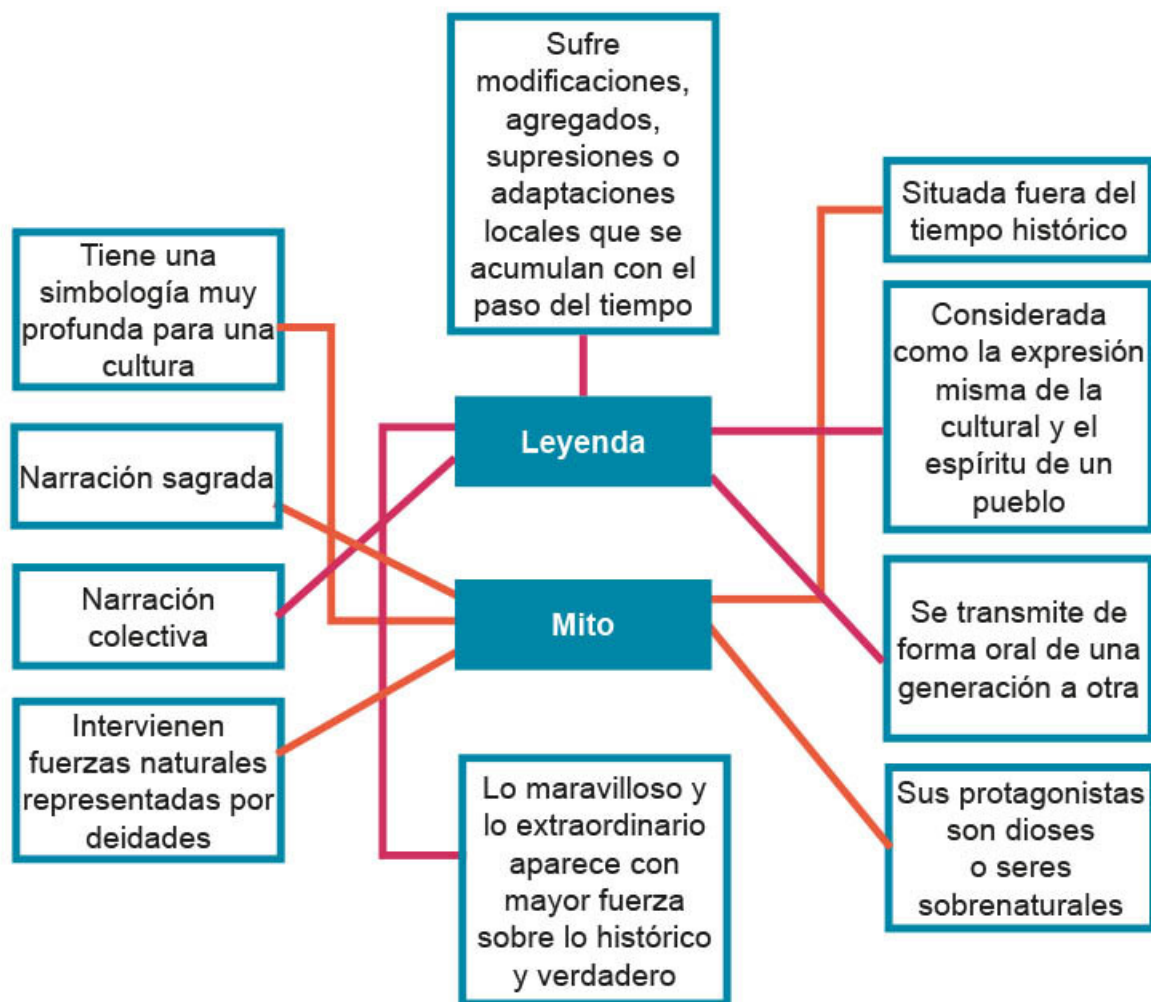 Sufre
modificaciones,
agregados,
supresiones o
adaptaciones
locales que se
acumulan con el
paso del tiempo
Tiene una
simbología muy
profunda para una
cultura
Narración sagrada
Narración
colectiva
Intervienen
fuerzas naturales
representadas por
deidades
Leyenda
Mito
Lo maravilloso y
lo extraordinario
aparece con
mayor fuerza
sobre lo histórico
y verdadero
Situada fuera del
tiempo histórico
Considerada
como la expresión
misma de la
cultural y el
espíritu de un
pueblo
Se transmite de
forma oral de una
generación a otra
Sus protagonistas
son dioses
o seres
sobrenaturales